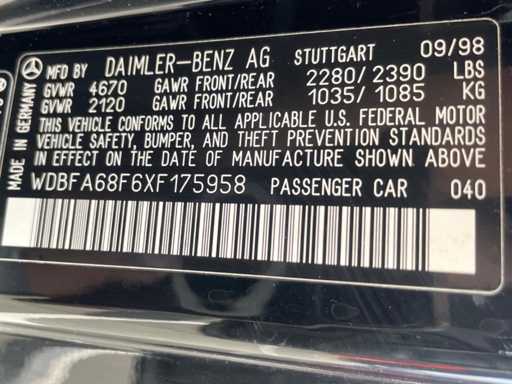 MFD BY DAIMLER-BENZ AG STUTTGART 09/98
GVWR 4670 GAWR FRONT/REAR 2280/2390 LBS
GVWR 2120 GAWR FRONT/REAR 1035/1085 KG
THIS VEHICLE CONFORMS TO ALL APPLICABLE U.S. FEDERAL MOTOR
VEHICLE SAFETY, BUMPER, AND THEFT PREVENTION STANDARDS
IN EFFECT ON THE DATE OF MANUFACTURE SHOWN ABOVE
WDBFA68F6XF175958 PASSENGER CAR 040
MADE IN GERMANY